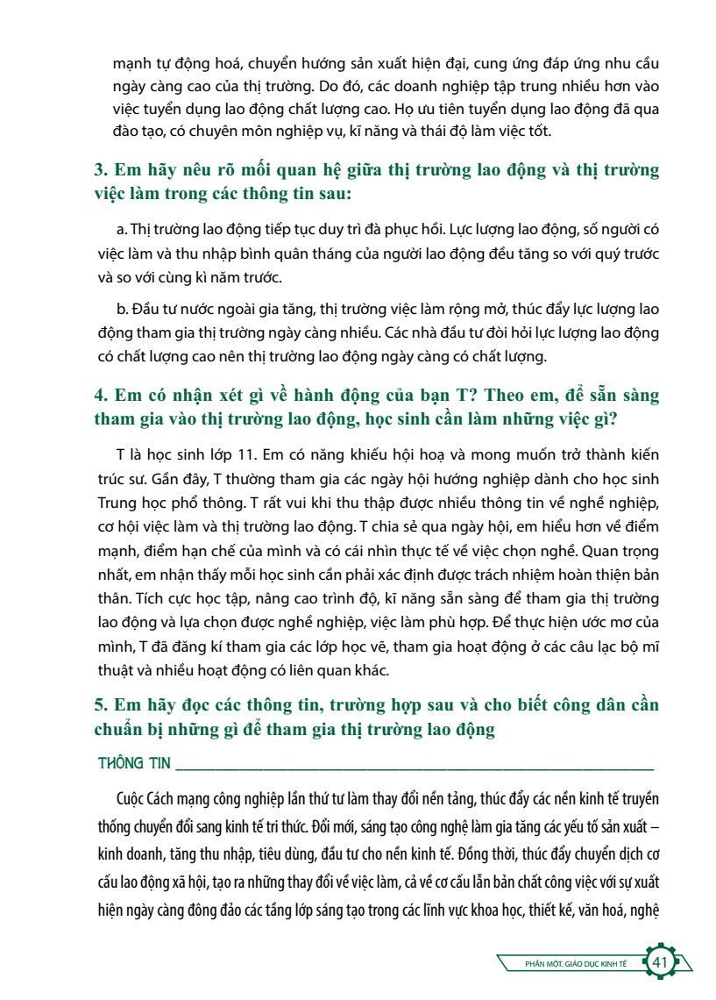 mạnh tự động hoá, chuyển hướng sản xuất hiện đại, cung ứng đáp ứng nhu cầu
ngày càng cao của thị trường. Do đó, các doanh nghiệp tập trung nhiều hơn vào
việc tuyển dụng lao động chất lượng cao. Họ ưu tiên tuyển dụng lao động đã qua
đào tạo, có chuyên môn nghiệp vụ, kĩ năng và thái độ làm việc tốt.
3. Em hãy nêu rõ mối quan hệ giữa thị trường lao động và thị trường
việc làm trong các thông tin sau:
a. Thị trường lao động tiếp tục duy trì đà phục hồi. Lực lượng lao động, số người có
việc làm và thu nhập bình quân tháng của người lao động đều tăng so với quý trước
và so với cùng kì năm trước.
b. Đầu tư nước ngoài gia tăng, thị trường việc làm rộng mở, thúc đẩy lực lượng lao
động tham gia thị trường ngày càng nhiều. Các nhà đầu tư đòi hỏi lực lượng lao động
có chất lượng cao nên thị trường lao động ngày càng có chất lượng.
4. Em có nhận xét gì về hành động của bạn T? Theo em, để sẵn sàng
tham gia vào thị trường lao động, học sinh cần làm những việc gì?
T là học sinh lớp 11. Em có năng khiếu hội hoạ và mong muốn trở thành kiến
trúc sư. Gần đây, T thường tham gia các ngày hội hướng nghiệp dành cho học sinh
Trung học phổ thông. T rất vui khi thu thập được nhiều thông tin về nghề nghiệp,
cơ hội việc làm và thị trường lao động. T chia sẻ qua ngày hội, em hiểu hơn về điểm
mạnh, điểm hạn chế của mình và có cái nhìn thực tế về việc chọn nghề. Quan trọng
nhất, em nhận thấy mỗi học sinh cần phải xác định được trách nhiệm hoàn thiện bản
thân. Tích cực học tập, nâng cao trình độ, kĩ năng sẵn sàng để tham gia thị trường
lao động và lựa chọn được nghề nghiệp, việc làm phù hợp. Để thực hiện ước mơ của
mình, T đã đăng kí tham gia các lớp học vẽ, tham gia hoạt động ở các câu lạc bộ mĩ
thuật và nhiều hoạt động có liên quan khác.
5. Em hãy đọc các thông tin, trường hợp sau và cho biết công dân cần
chuẩn bị những gì để tham gia thị trường lao động
THÔNG TIN
Cuộc Cách mạng công nghiệp lần thứ tư làm thay đổi nền tảng, thúc đẩy các nền kinh tế truyền
thống chuyển đổi sang kinh tế tri thức. Đổi mới, sáng tạo công nghệ làm gia tăng các yếu tố sản xuất –
kinh doanh, tăng thu nhập, tiêu dùng, đầu tư cho nền kinh tế. Đồng thời, thúc đẩy chuyển dịch cơ
cấu lao động xã hội, tạo ra những thay đổi về việc làm, cả về cơ cấu lẫn bản chất công việc với sự xuất
hiện ngày càng đông đảo các tầng lớp sáng tạo trong các lĩnh vực khoa học, thiết kế, văn hoá, nghệ
PHẦN MỘT. GIÁO DỤC KINH TẾ 41